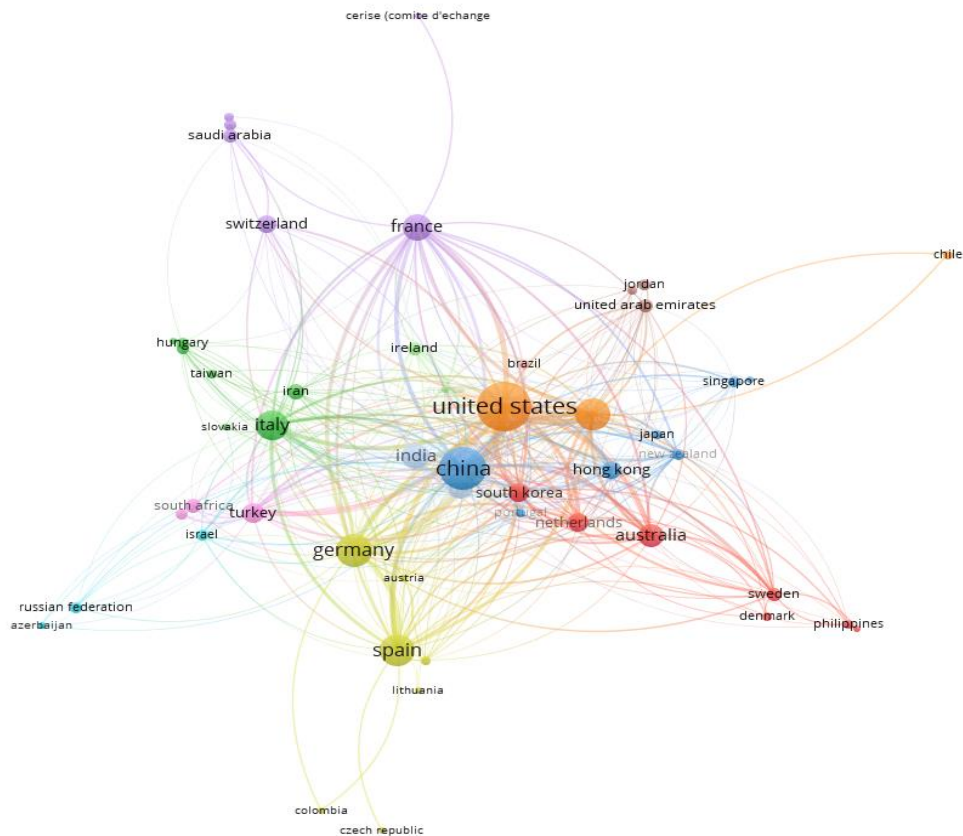 cerise (comite d'echange
saudi arabia
switzerland
france
chile
jordan
united arab emirates
hungary
ireland
brazil
taiwan
singapore
iran
united states
slovakia
italy
japan
india
new zealand
china
hong kong
south korea
south africa
turkey
portugal
netherlands
israel
australia
germany
austria
sweden
russian federation
denmark
azerbaijan
philippines
spain
lithuania
colombia
czech republic